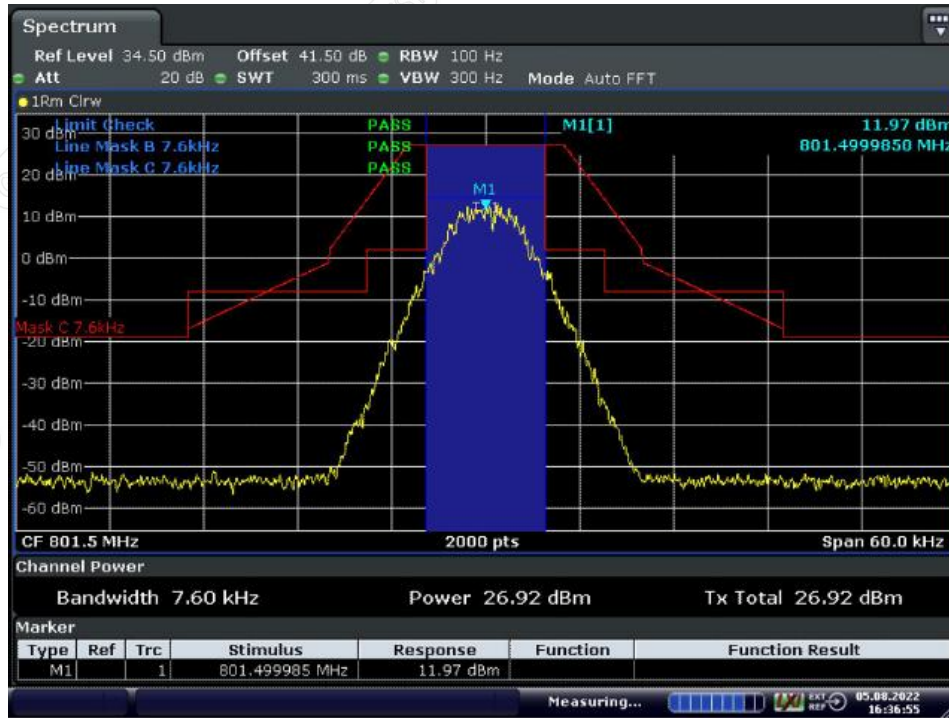 Spectrum
Ref Level 34.50 dBm Offset 41.50 dB RBW 100 Hz
Att 20 dB SWT 300 ms VBW 300 Hz Mode Auto FFT
1Rm Clrw
30 dBm Limit Check PASS M1[1] 11.97 dBm
Line Mask B 7.6kHz PASS 801.4999850 MHz
20 dBm Line Mask C 7.6kHz PASS
M1
10 dBm
0 dBm
-10 dBm
Mask C 7.6kHz
-20 dBm
-30 dBm
-40 dBm
-50 dBm
-60 dBm
CF 801.5 MHz 2000 pts Span 60.0 kHz
Channel Power
Bandwidth 7.60 kHz Power 26.92 dBm Tx Total 26.92 dBm
Marker
Type Ref Trc Stimulus Response Function Function Result
M1 1 801.499985 MHz 11.97 dBm
Measuring... LXI EXT REF 05.08.2022
16:36:55